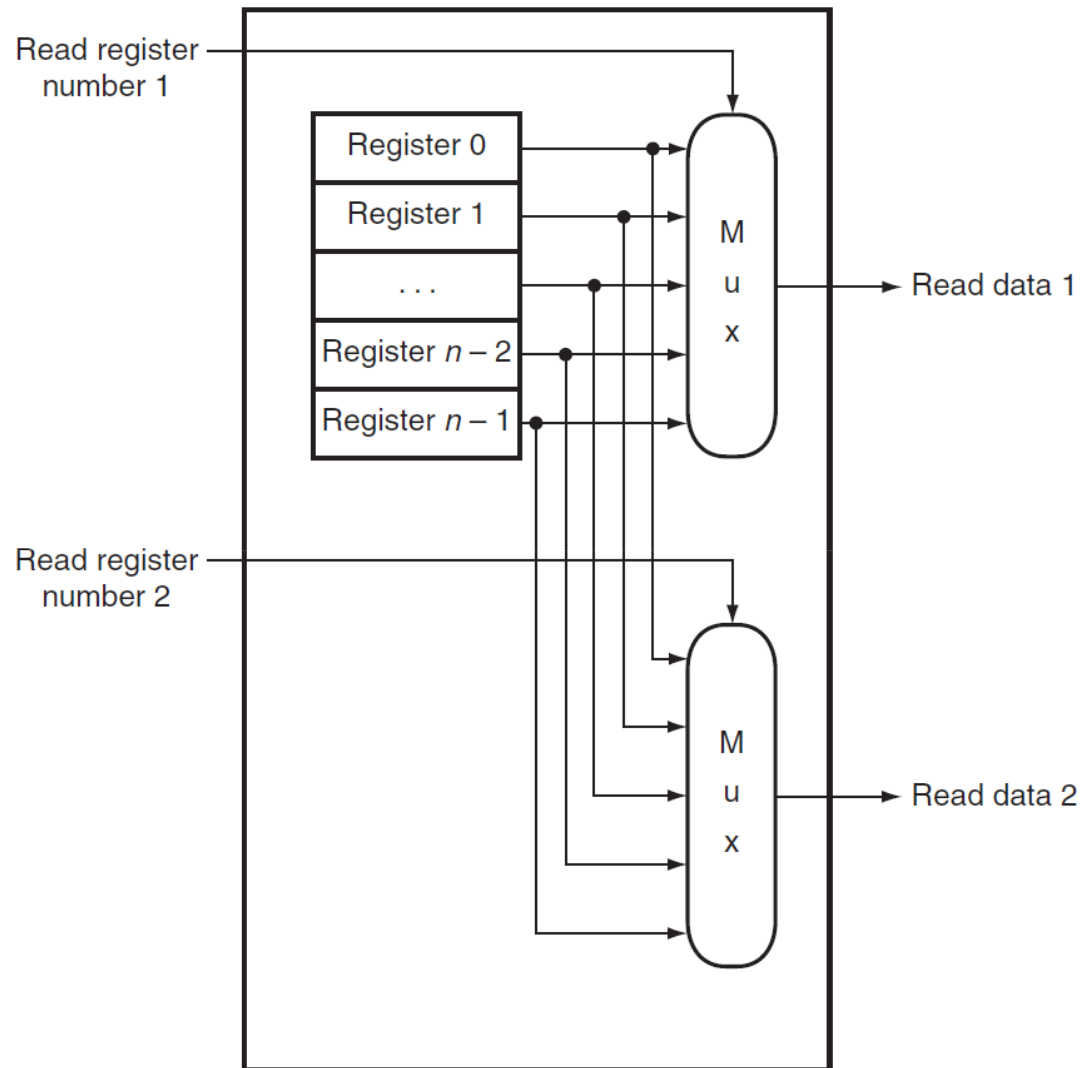 Read register
number 1
Register 0
Register 1
. . .
Register n – 2
Register n – 1
M
u
x
Read data 1
Read register
number 2
M
u
x
Read data 2